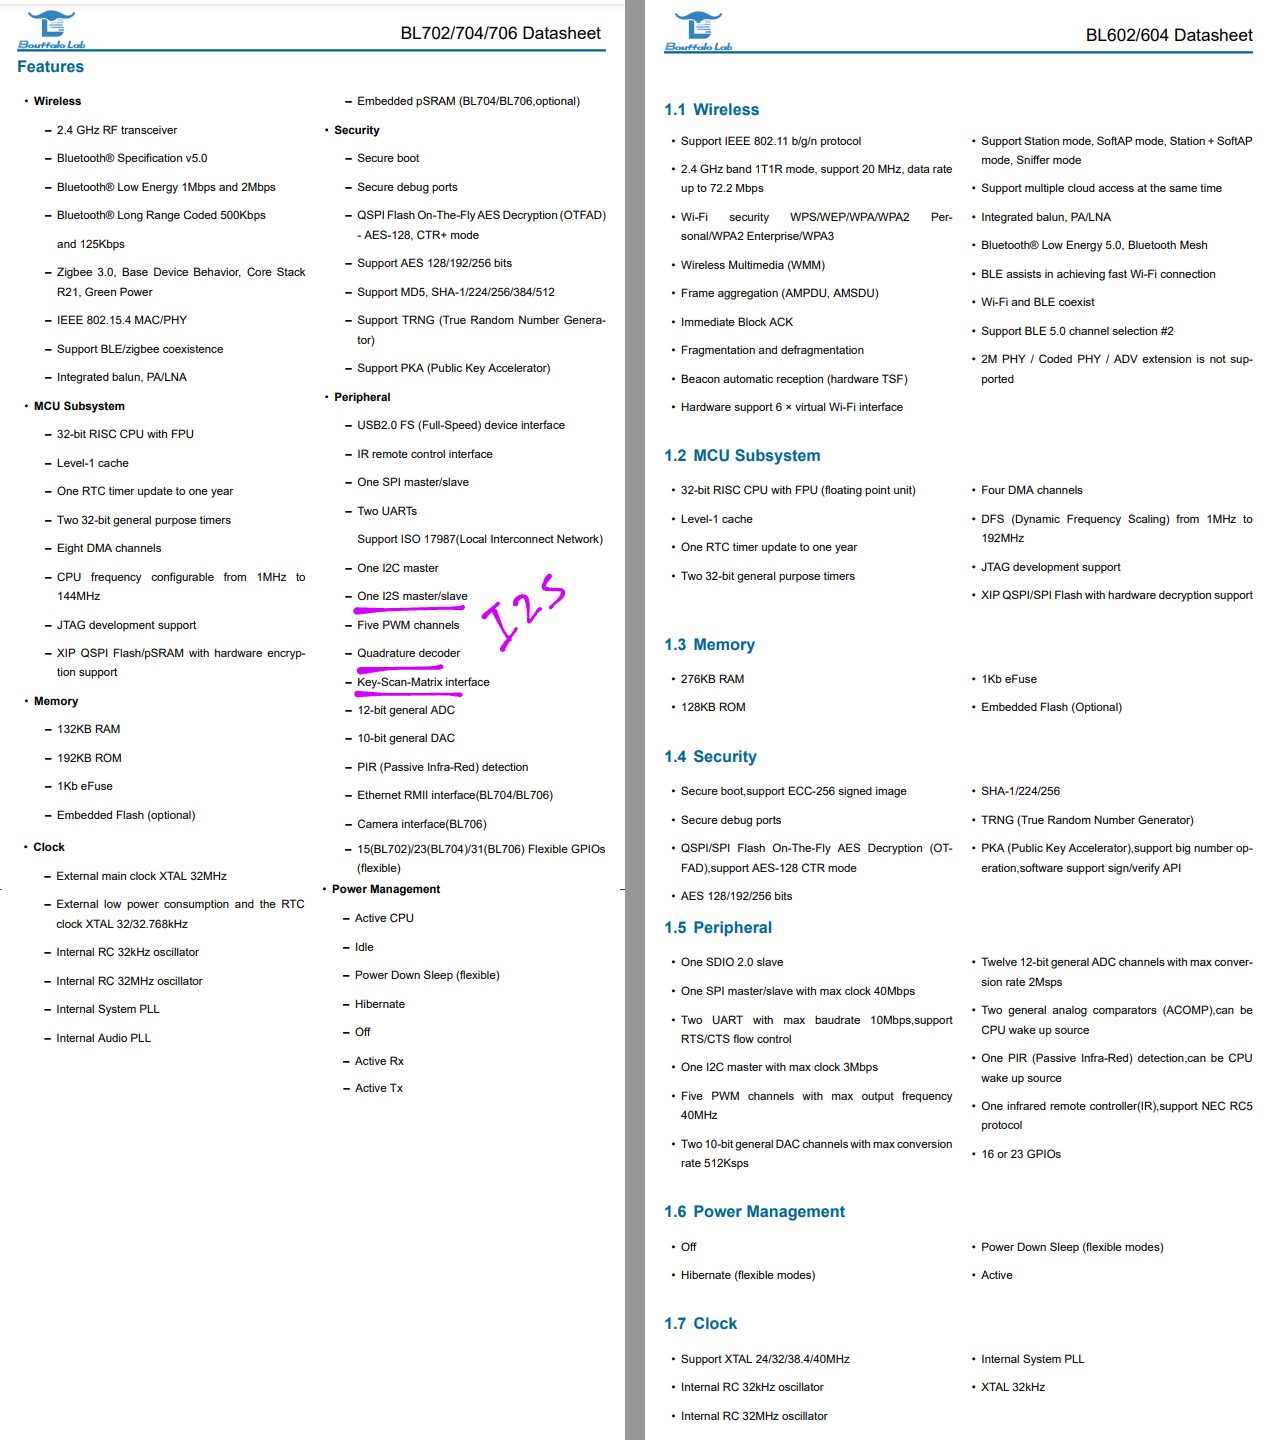 Bouffalo Lab
BL702/704/706 Datasheet
Features
• Wireless
– 2.4 GHz RF transceiver
– Bluetooth® Specification v5.0
– Bluetooth® Low Energy 1Mbps and 2Mbps
– Bluetooth® Long Range Coded 500Kbps
and 125Kbps
– Zigbee 3.0, Base Device Behavior, Core Stack
R21, Green Power
– IEEE 802.15.4 MAC/PHY
– Support BLE/zigbee coexistence
– Integrated balun, PA/LNA
• MCU Subsystem
– 32-bit RISC CPU with FPU
– Level-1 cache
– One RTC timer update to one year
– Two 32-bit general purpose timers
– Eight DMA channels
– CPU frequency configurable from 1MHz to
144MHz
– JTAG development support
– XIP QSPI Flash/pSRAM with hardware encryp-
tion support
• Memory
– 132KB RAM
– 192KB ROM
– 1Kb eFuse
– Embedded Flash (optional)
• Clock
– External main clock XTAL 32MHz
– External low power consumption and the RTC
clock XTAL 32/32.768kHz
– Internal RC 32kHz oscillator
– Internal RC 32MHz oscillator
– Internal System PLL
– Internal Audio PLL
– Embedded pSRAM (BL704/BL706,optional)
• Security
– Secure boot
– Secure debug ports
– QSPI Flash On-The-Fly AES Decryption (OTFAD)
- AES-128, CTR+ mode
– Support AES 128/192/256 bits
– Support MD5, SHA-1/224/256/384/512
– Support TRNG (True Random Number Genera-
tor)
– Support PKA (Public Key Accelerator)
• Peripheral
– USB2.0 FS (Full-Speed) device interface
– IR remote control interface
– One SPI master/slave
– Two UARTs
Support ISO 17987(Local Interconnect Network)
– One I2C master
– One I2S master/slave
I2S
– Five PWM channels
– Quadrature decoder
– Key-Scan-Matrix interface
– 12-bit general ADC
– 10-bit general DAC
– PIR (Passive Infra-Red) detection
– Ethernet RMII interface(BL704/BL706)
– Camera interface(BL706)
– 15(BL702)/23(BL704)/31(BL706) Flexible GPIOs
(flexible)
• Power Management
– Active CPU
– Idle
– Power Down Sleep (flexible)
– Hibernate
– Off
– Active Rx
– Active Tx
Bouffalo Lab
BL602/604 Datasheet
1.1 Wireless
• Support IEEE 802.11 b/g/n protocol
• 2.4 GHz band 1T1R mode, support 20 MHz, data rate
up to 72.2 Mbps
• Wi-Fi security WPS/WEP/WPA/WPA2 Per-
sonal/WPA2 Enterprise/WPA3
• Wireless Multimedia (WMM)
• Frame aggregation (AMPDU, AMSDU)
• Immediate Block ACK
• Fragmentation and defragmentation
• Beacon automatic reception (hardware TSF)
• Hardware support 6 × virtual Wi-Fi interface
• Support Station mode, SoftAP mode, Station + SoftAP
mode, Sniffer mode
• Support multiple cloud access at the same time
• Integrated balun, PA/LNA
• Bluetooth® Low Energy 5.0, Bluetooth Mesh
• BLE assists in achieving fast Wi-Fi connection
• Wi-Fi and BLE coexist
• Support BLE 5.0 channel selection #2
• 2M PHY / Coded PHY / ADV extension is not sup-
ported
1.2 MCU Subsystem
• 32-bit RISC CPU with FPU (floating point unit)
• Level-1 cache
• One RTC timer update to one year
• Two 32-bit general purpose timers
• Four DMA channels
• DFS (Dynamic Frequency Scaling) from 1MHz to
192MHz
• JTAG development support
• XIP QSPI/SPI Flash with hardware decryption support
1.3 Memory
• 276KB RAM
• 128KB ROM
• 1Kb eFuse
• Embedded Flash (Optional)
1.4 Security
• Secure boot,support ECC-256 signed image
• Secure debug ports
• QSPI/SPI Flash On-The-Fly AES Decryption (OT-
FAD),support AES-128 CTR mode
• AES 128/192/256 bits
• SHA-1/224/256
• TRNG (True Random Number Generator)
• PKA (Public Key Accelerator),support big number op-
eration,software support sign/verify API
1.5 Peripheral
• One SDIO 2.0 slave
• One SPI master/slave with max clock 40Mbps
• Two UART with max baudrate 10Mbps,support
RTS/CTS flow control
• One I2C master with max clock 3Mbps
• Five PWM channels with max output frequency
40MHz
• Two 10-bit general DAC channels with max conversion
rate 512Ksps
• Twelve 12-bit general ADC channels with max conver-
sion rate 2Msps
• Two general analog comparators (ACOMP),can be
CPU wake up source
• One PIR (Passive Infra-Red) detection,can be CPU
wake up source
• One infrared remote controller(IR),support NEC RC5
protocol
• 16 or 23 GPIOs
1.6 Power Management
• Off
• Hibernate (flexible modes)
• Power Down Sleep (flexible modes)
• Active
1.7 Clock
• Support XTAL 24/32/38.4/40MHz
• Internal RC 32kHz oscillator
• Internal RC 32MHz oscillator
• Internal System PLL
• XTAL 32kHz